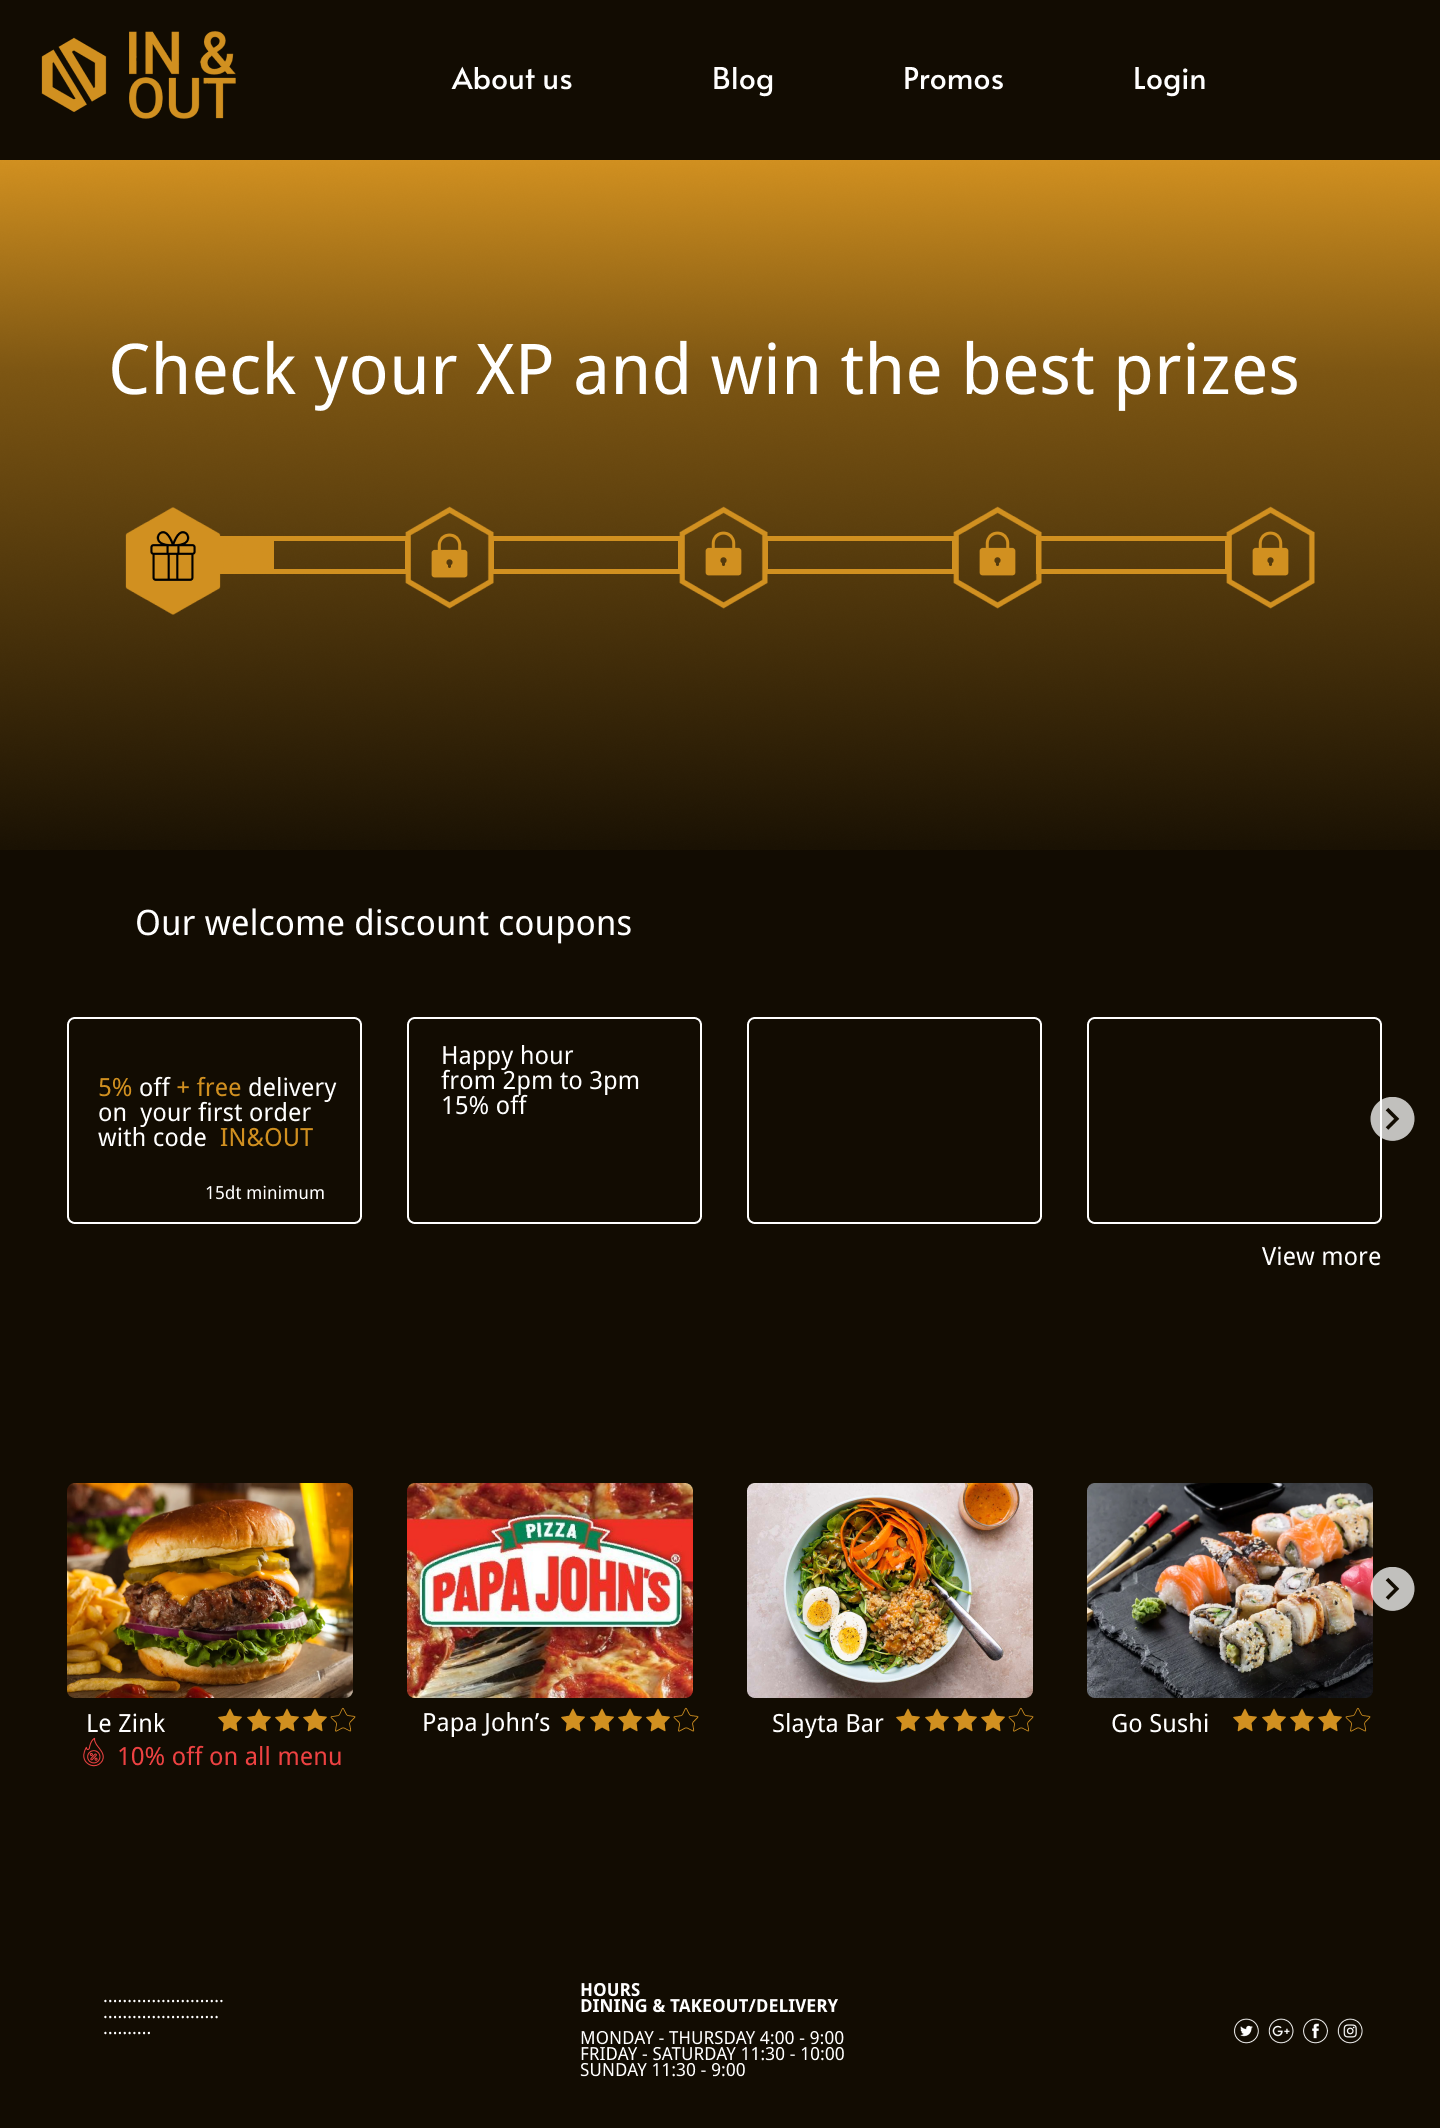 IN &
OUT
About us
Blog
Promos
Login
Check your XP and win the best prizes
Our welcome discount coupons
5% off + free delivery
on  your first order
with code  IN&OUT
15dt minimum
Happy hour
from 2pm to 3pm
15% off
View more
PIZZA
PAPA JOHN'S
®
Le Zink
10% off on all menu
Papa John’s
Slayta Bar
Go Sushi
.........................
........................
..........
HOURS
DINING & TAKEOUT/DELIVERY
MONDAY - THURSDAY 4:00 - 9:00
FRIDAY - SATURDAY 11:30 - 10:00
SUNDAY 11:30 - 9:00
G+